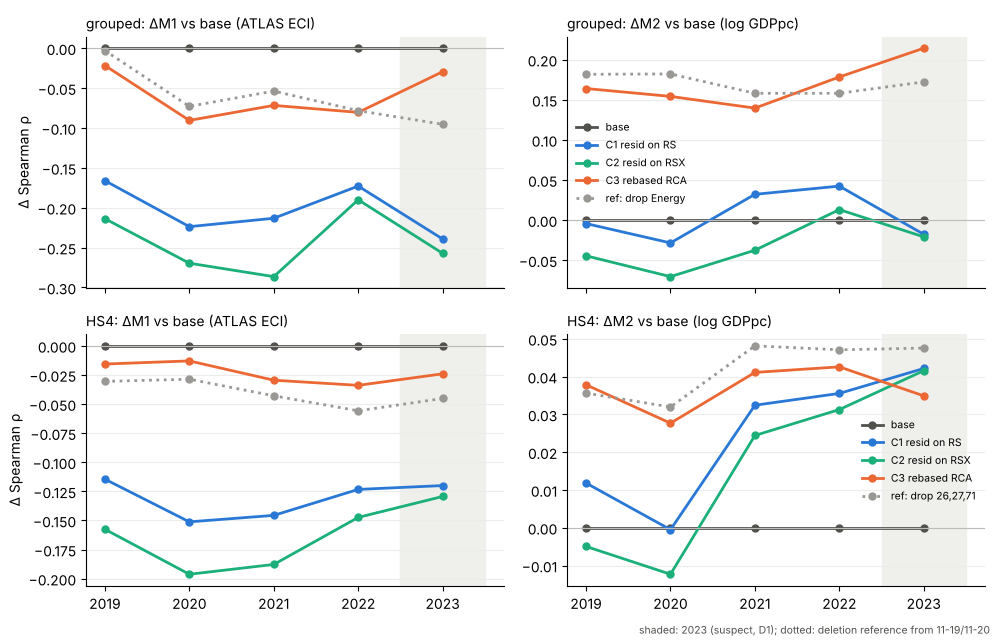 grouped: ΔM1 vs base (ATLAS ECI)
Δ Spearman ρ
0.00
−0.05
−0.10
−0.15
−0.20
−0.25
−0.30
grouped: ΔM2 vs base (log GDPpc)
0.20
0.15
0.10
0.05
0.00
−0.05
base
C1 resid on RS
C2 resid on RSX
C3 rebased RCA
ref: drop Energy
HS4: ΔM1 vs base (ATLAS ECI)
Δ Spearman ρ
0.000
−0.025
−0.050
−0.075
−0.100
−0.125
−0.150
−0.175
−0.200
2019 2020 2021 2022 2023
HS4: ΔM2 vs base (log GDPpc)
0.05
0.04
0.03
0.02
0.01
0.00
−0.01
base
C1 resid on RS
C2 resid on RSX
C3 rebased RCA
ref: drop 26,27,71
2019 2020 2021 2022 2023
shaded: 2023 (suspect, D1); dotted: deletion reference from 11-19/11-20